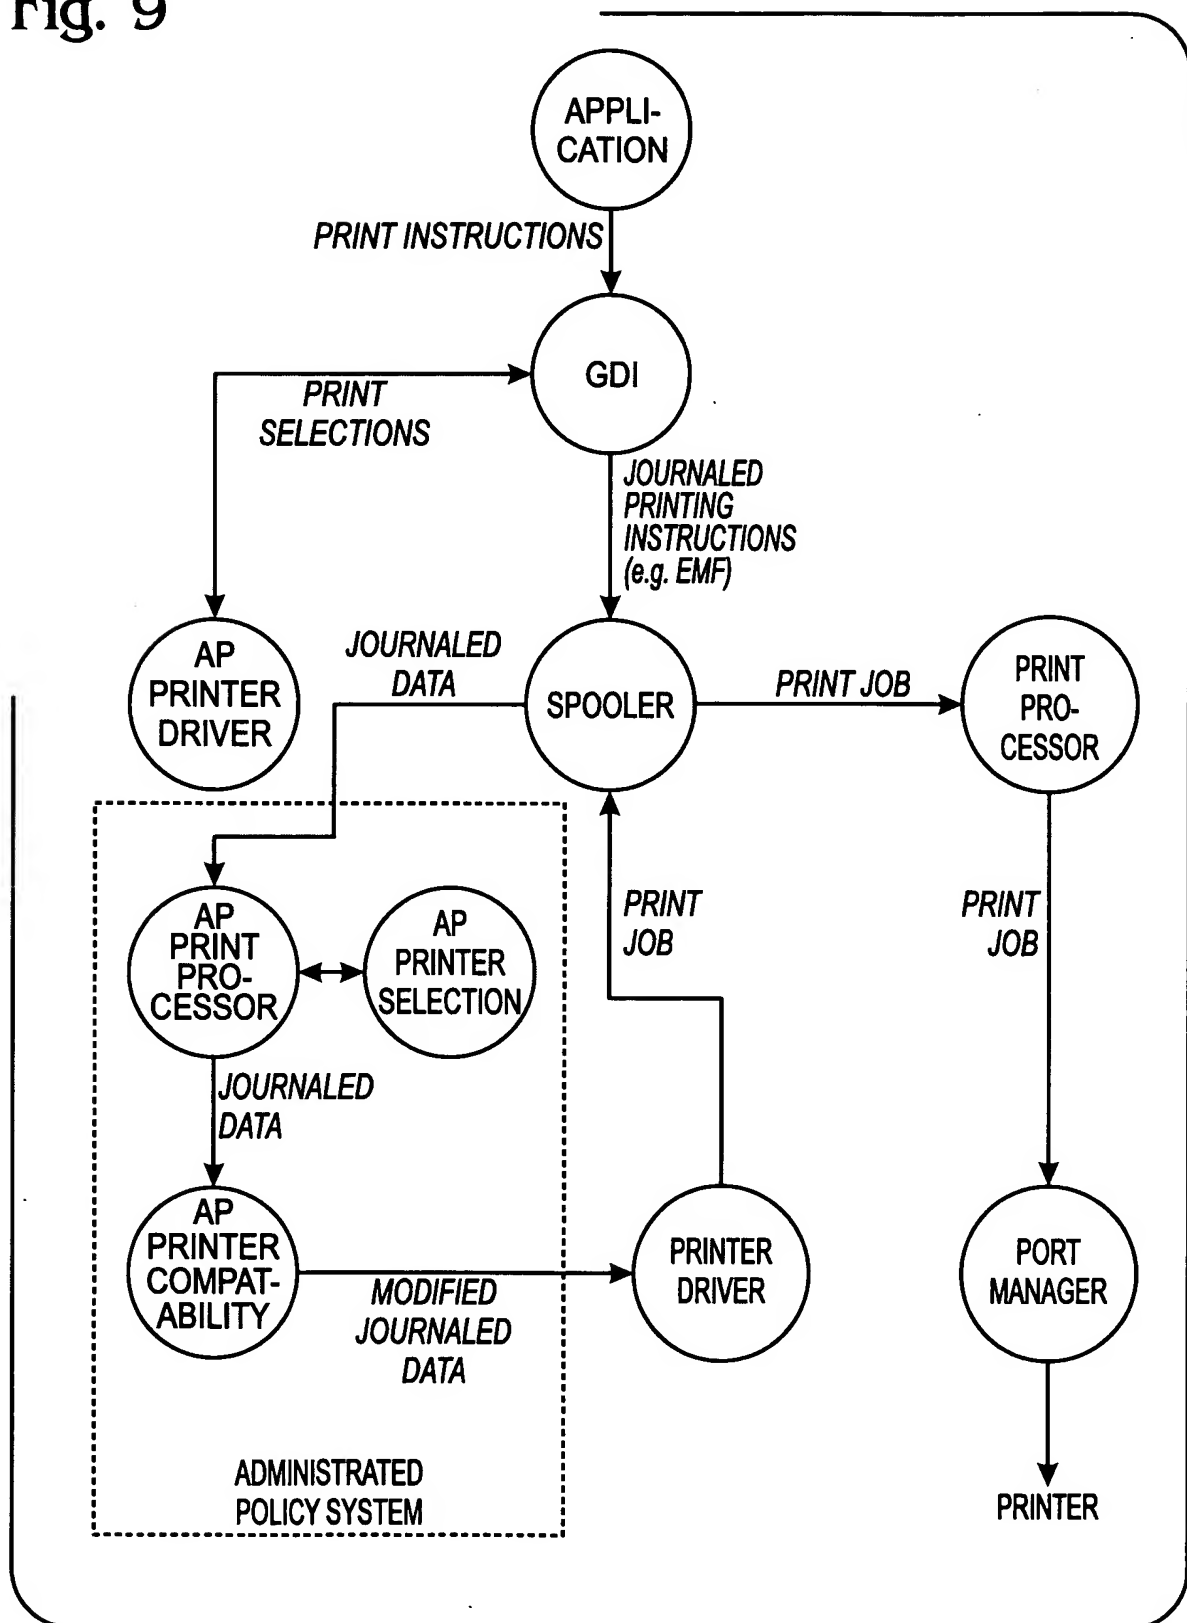 Fig. 9
APPLI-
CATION
PRINT INSTRUCTIONS
GDI
PRINT
SELECTIONS
JOURNALED
PRINTING
INSTRUCTIONS
(e.g. EMF)
AP
PRINTER
DRIVER
JOURNALED
DATA
SPOOLER
PRINT JOB
PRINT
PRO-
CESSOR
AP
PRINT
PRO-
CESSOR
AP
PRINTER
SELECTION
PRINT
JOB
PRINT
JOB
JOURNALED
DATA
AP
PRINTER
COMPAT-
ABILITY
MODIFIED
JOURNALED
DATA
PRINTER
DRIVER
PORT
MANAGER
ADMINISTRATED
POLICY SYSTEM
PRINTER